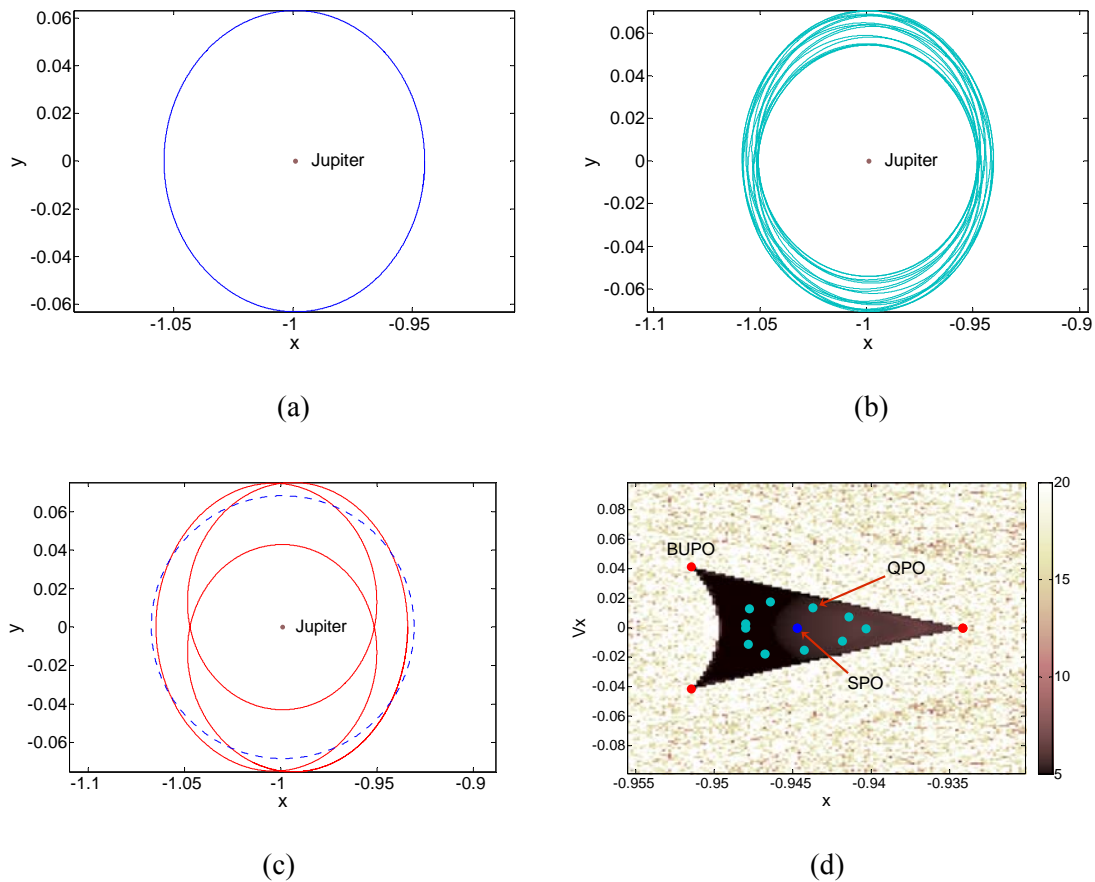 0.06
0.04
0.02
0
-0.02
-0.04
-0.06
y
Jupiter
-1.05
-1
-0.95
x
(a)
0.06
0.04
0.02
0
-0.02
-0.04
-0.06
y
Jupiter
-1.1
-1.05
-1
-0.95
-0.9
x
(b)
0.06
0.04
0.02
0
-0.02
-0.04
-0.06
y
Jupiter
-1.1
-1.05
-1
-0.95
-0.9
x
(c)
0.08
0.06
0.04
0.02
0
-0.02
-0.04
-0.06
-0.08
Vx
BUPO
QPO
SPO
-0.955
-0.95
-0.945
-0.94
-0.935
x
20
15
10
5
(d)